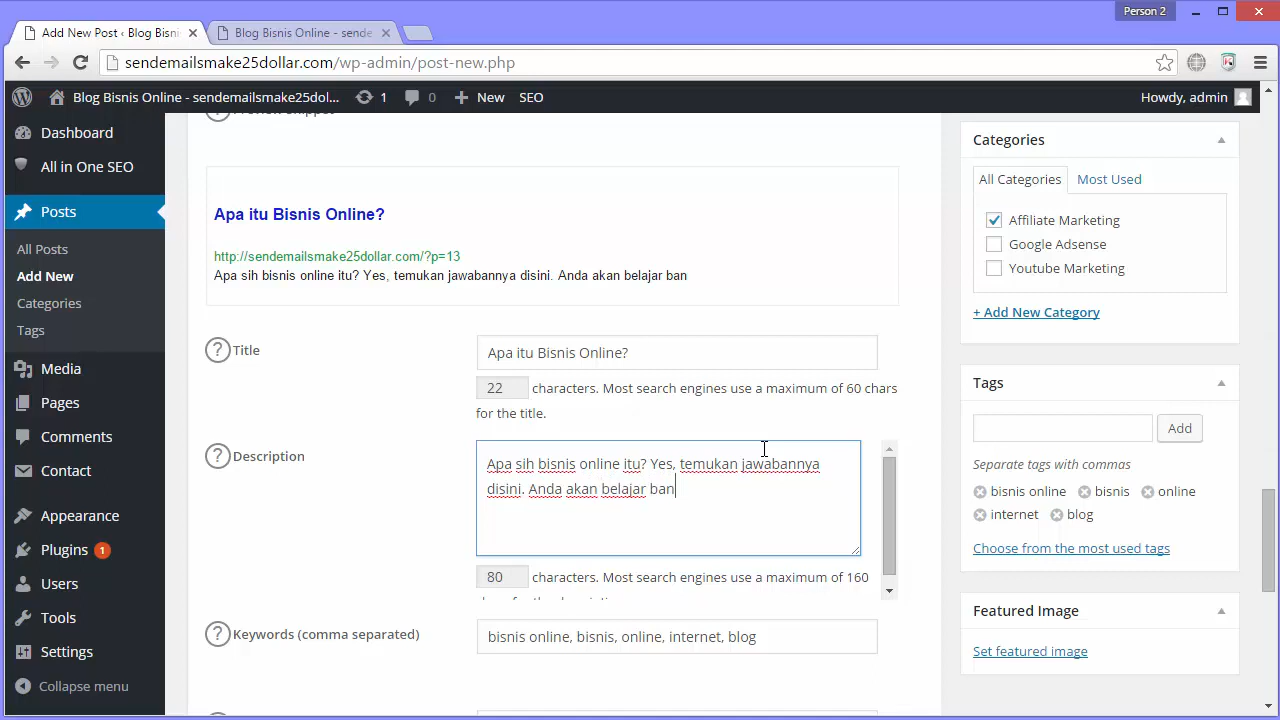 Person 2
Add New Post ‹ Blog Bisni
Blog Bisnis Online - sende
sendemailsmake25dollar.com/wp-admin/post-new.php
Blog Bisnis Online - sendemailsmake25dol... 1 0 New SEO Howdy, admin
Dashboard
All in One SEO
Posts
All Posts
Add New
Categories
Tags
Media
Pages
Comments
Contact
Appearance
Plugins 1
Users
Tools
Settings
Collapse menu
Preview Snippet
Apa itu Bisnis Online?
http://sendemailsmake25dollar.com/?p=13
Apa sih bisnis online itu? Yes, temukan jawabannya disini. Anda akan belajar ban
? Title
Apa itu Bisnis Online?
22 characters. Most search engines use a maximum of 60 chars
for the title.
? Description
Apa sih bisnis online itu? Yes, temukan jawabannya
disini. Anda akan belajar ban
80 characters. Most search engines use a maximum of 160
? Keywords (comma separated)
bisnis online, bisnis, online, internet, blog
Categories
All Categories
Most Used
Affiliate Marketing
Google Adsense
Youtube Marketing
+ Add New Category
Tags
Add
Separate tags with commas
bisnis online bisnis online
internet blog
Choose from the most used tags
Featured Image
Set featured image